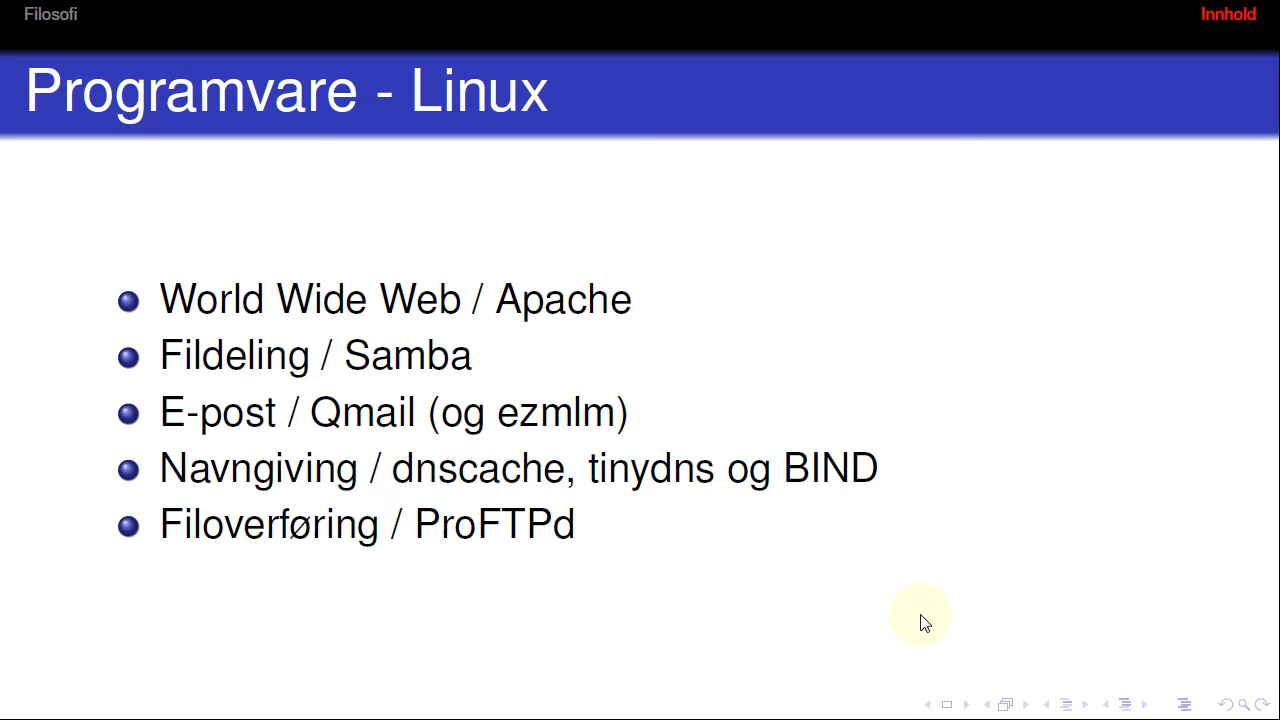 Filosofi
Innhold
Programvare - Linux
World Wide Web / Apache
Fildeling / Samba
E-post / Qmail (og ezmlm)
Navngiving / dnscache, tinydns og BIND
Filoverføring / ProFTPd